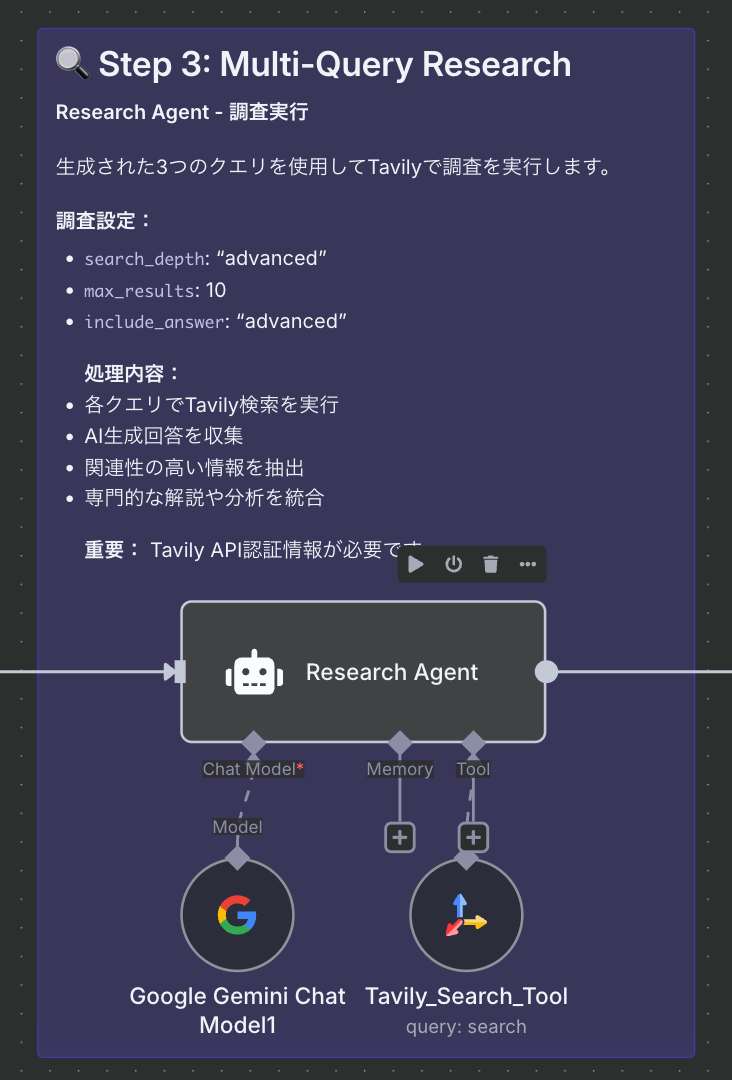 Step 3: Multi-Query Research
Research Agent - 調査実行
生成された3つのクエリを使用してTavilyで調査を実行します。
調査設定：
search_depth: “advanced”
max_results: 10
include_answer: “advanced”
処理内容：
各クエリでTavily検索を実行
AI生成回答を収集
関連性の高い情報を抽出
専門的な解説や分析を統合
重要： Tavily API認証情報が必要です
Research Agent
Chat Model*
Memory
Tool
Model
Google Gemini Chat
Model1
Tavily_Search_Tool
query: search